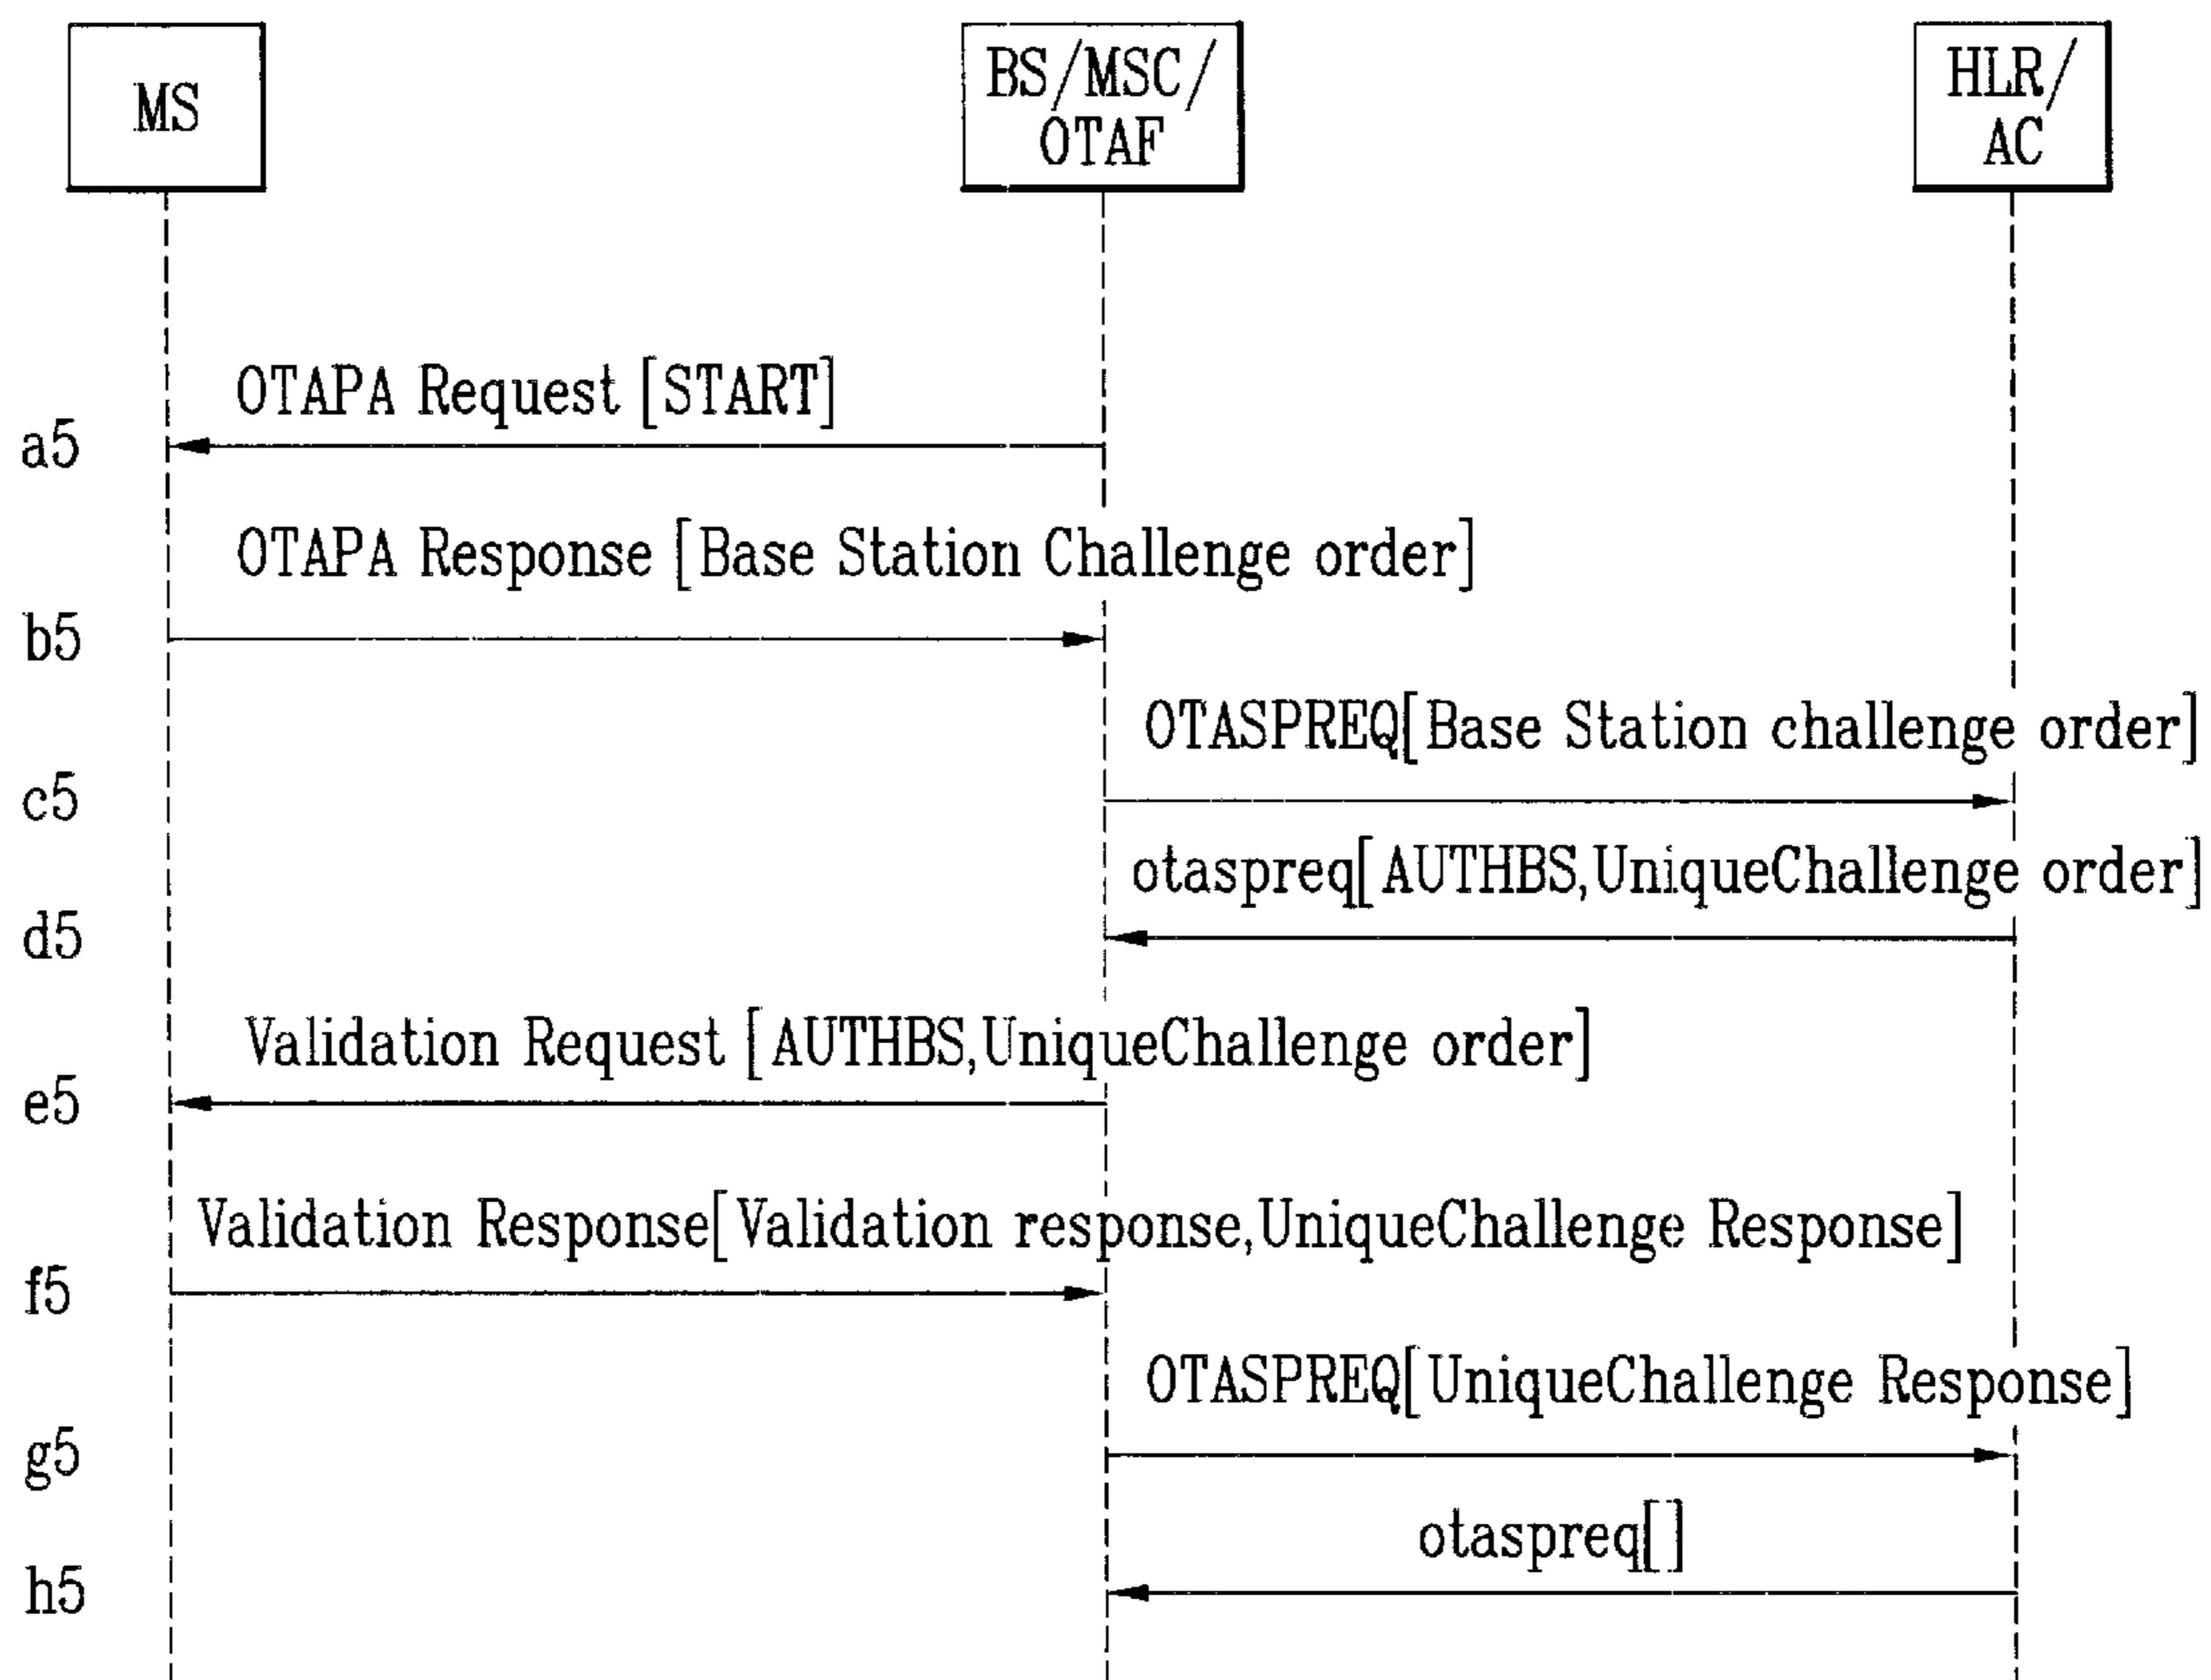 MS
BS/MSC/
OTAF
HLR/
AC
OTAPA Request [START]
a5
OTAPA Response [Base Station Challenge order]
b5
OTASPREQ[Base Station challenge order]
c5
otaspreq[AUTHBS,UniqueChallenge order]
d5
Validation Request [AUTHBS,UniqueChallenge order]
e5
Validation Response[Validation response,UniqueChallenge Response]
f5
OTASPREQ[UniqueChallenge Response]
g5
otaspreq[]
h5